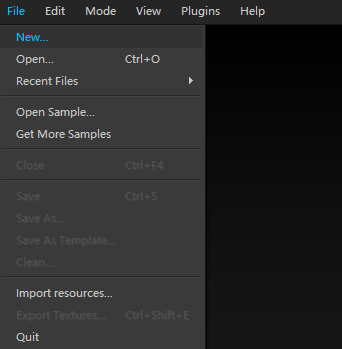 File Edit Mode View Plugins Help
New...
Open... Ctrl+O
Recent Files
Open Sample...
Get More Samples
Close Ctrl+F4
Save Ctrl+S
Save As...
Save As Template...
Clean...
Import resources...
Export Textures... Ctrl+Shift+E
Quit